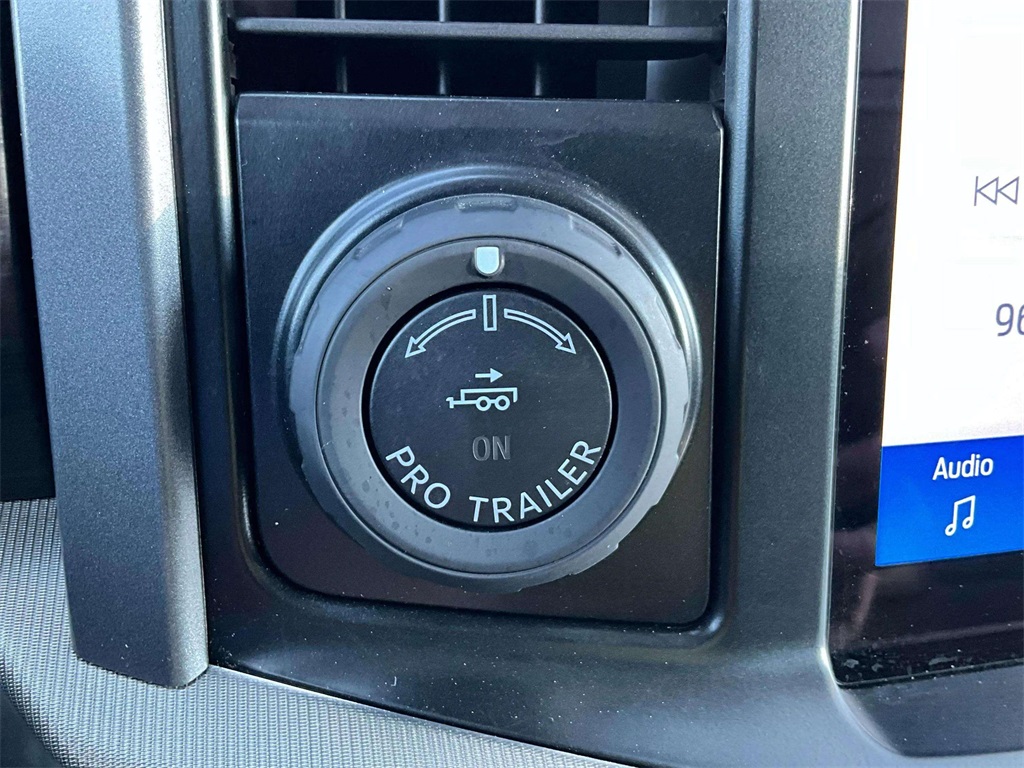 ON
PRO TRAILER
96
Audio